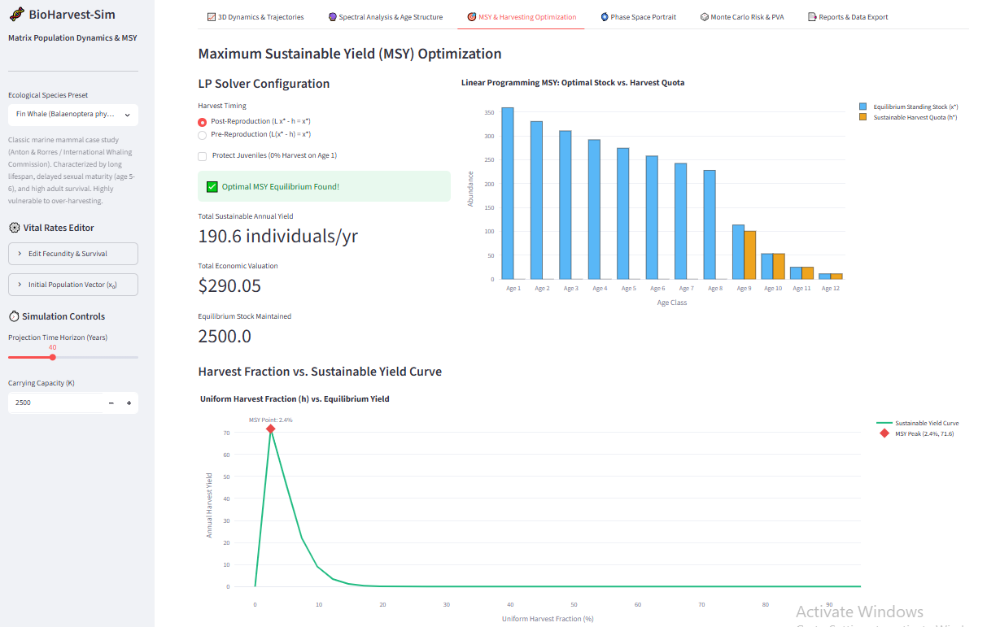 BioHarvest-Sim
Matrix Population Dynamics & MSY
Ecological Species Preset
Fin Whale (Balaenoptera phy...
Classic marine mammal case study
(Anton & Rorres / International Whaling
Commission). Characterized by long
lifespan, delayed sexual maturity (age 5-
6), and high adult survival. Highly
vulnerable to over-harvesting.
Vital Rates Editor
Edit Fecundity & Survival
Initial Population Vector (x₀)
Simulation Controls
Projection Time Horizon (Years)
40
Carrying Capacity (K)
2500
3D Dynamics & Trajectories
Spectral Analysis & Age Structure
MSY & Harvesting Optimization
Phase Space Portrait
Monte Carlo Risk & PVA
Reports & Data Export
Maximum Sustainable Yield (MSY) Optimization
LP Solver Configuration
Harvest Timing
Post-Reproduction (L x* - h = x*)
Pre-Reproduction (L(x* - h) = x*)
Protect Juveniles (0% Harvest on Age 1)
Optimal MSY Equilibrium Found!
Total Sustainable Annual Yield
190.6 individuals/yr
Total Economic Valuation
$290.05
Equilibrium Stock Maintained
2500.0
Linear Programming MSY: Optimal Stock vs. Harvest Quota
Equilibrium Standing Stock (x*)
Sustainable Harvest Quota (h*)
Abundance
350
300
250
200
150
100
50
0
Age 1 Age 2 Age 3 Age 4 Age 5 Age 6 Age 7 Age 8 Age 9 Age 10 Age 11 Age 12
Age Class
Harvest Fraction vs. Sustainable Yield Curve
Uniform Harvest Fraction (h) vs. Equilibrium Yield
MSY Point: 2.4%
Sustainable Yield Curve
MSY Peak (2.4%, 71.6)
Annual Harvest Yield
70
60
50
40
30
20
10
0
0 10 20 30 40 50 60 70 80 90
Uniform Harvest Fraction (%)
Activate Windows